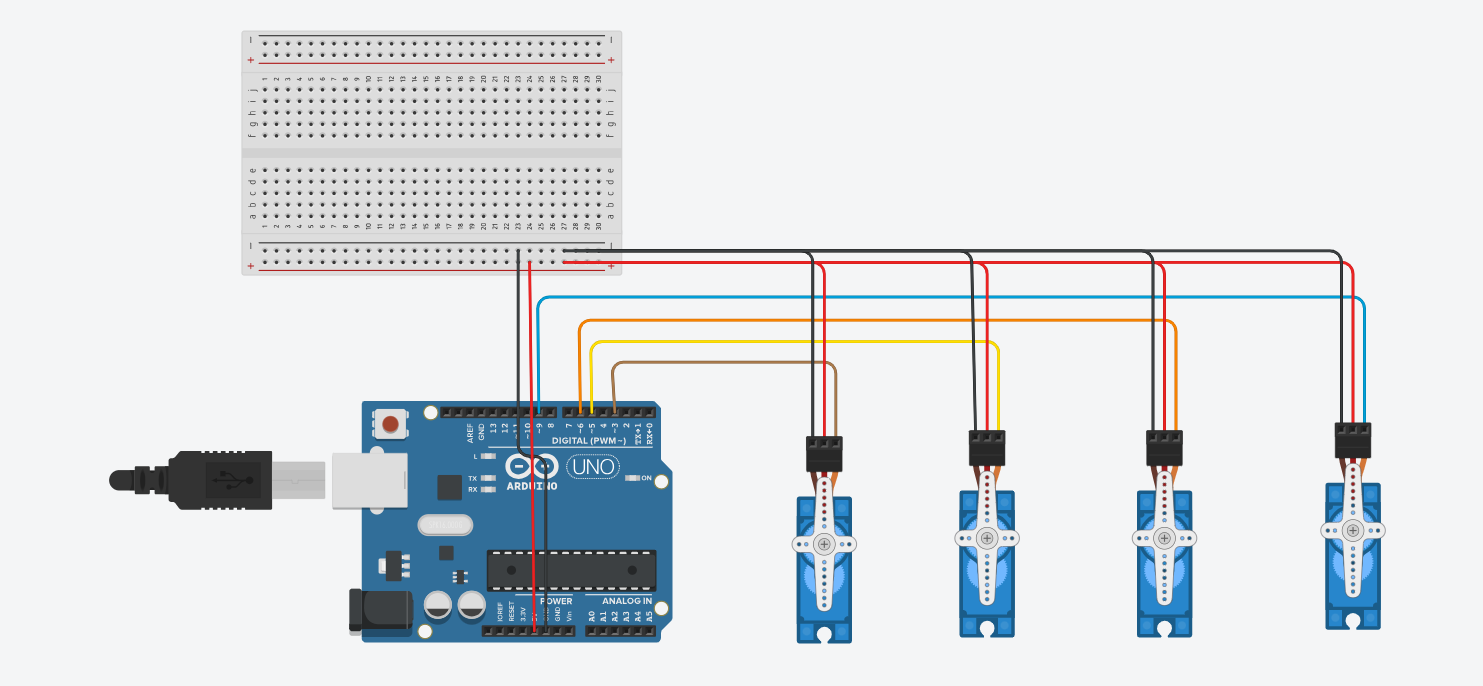 − −
+ +
1 2 3 4 5 6 7 8 9 10 11 12 13 14 15 16 17 18 19 20 21 22 23 24 25 26 27 28 29 30
j j
i i
h h
g g
f f
e e
d d
c c
b b
a a
1 2 3 4 5 6 7 8 9 10 11 12 13 14 15 16 17 18 19 20 21 22 23 24 25 26 27 28 29 30
− −
+ +
AREF GND 13 12 ~11 ~10 ~9 8 7 ~6 ~5 4 ~3 2 TX→1 RX←0
DIGITAL (PWM~)
L
TX
RX
ARDUINO
UNO
ON
POWER ANALOG IN
IOREF RESET 3.3V GND Vin A0 A1 A2 A3 A4 A5